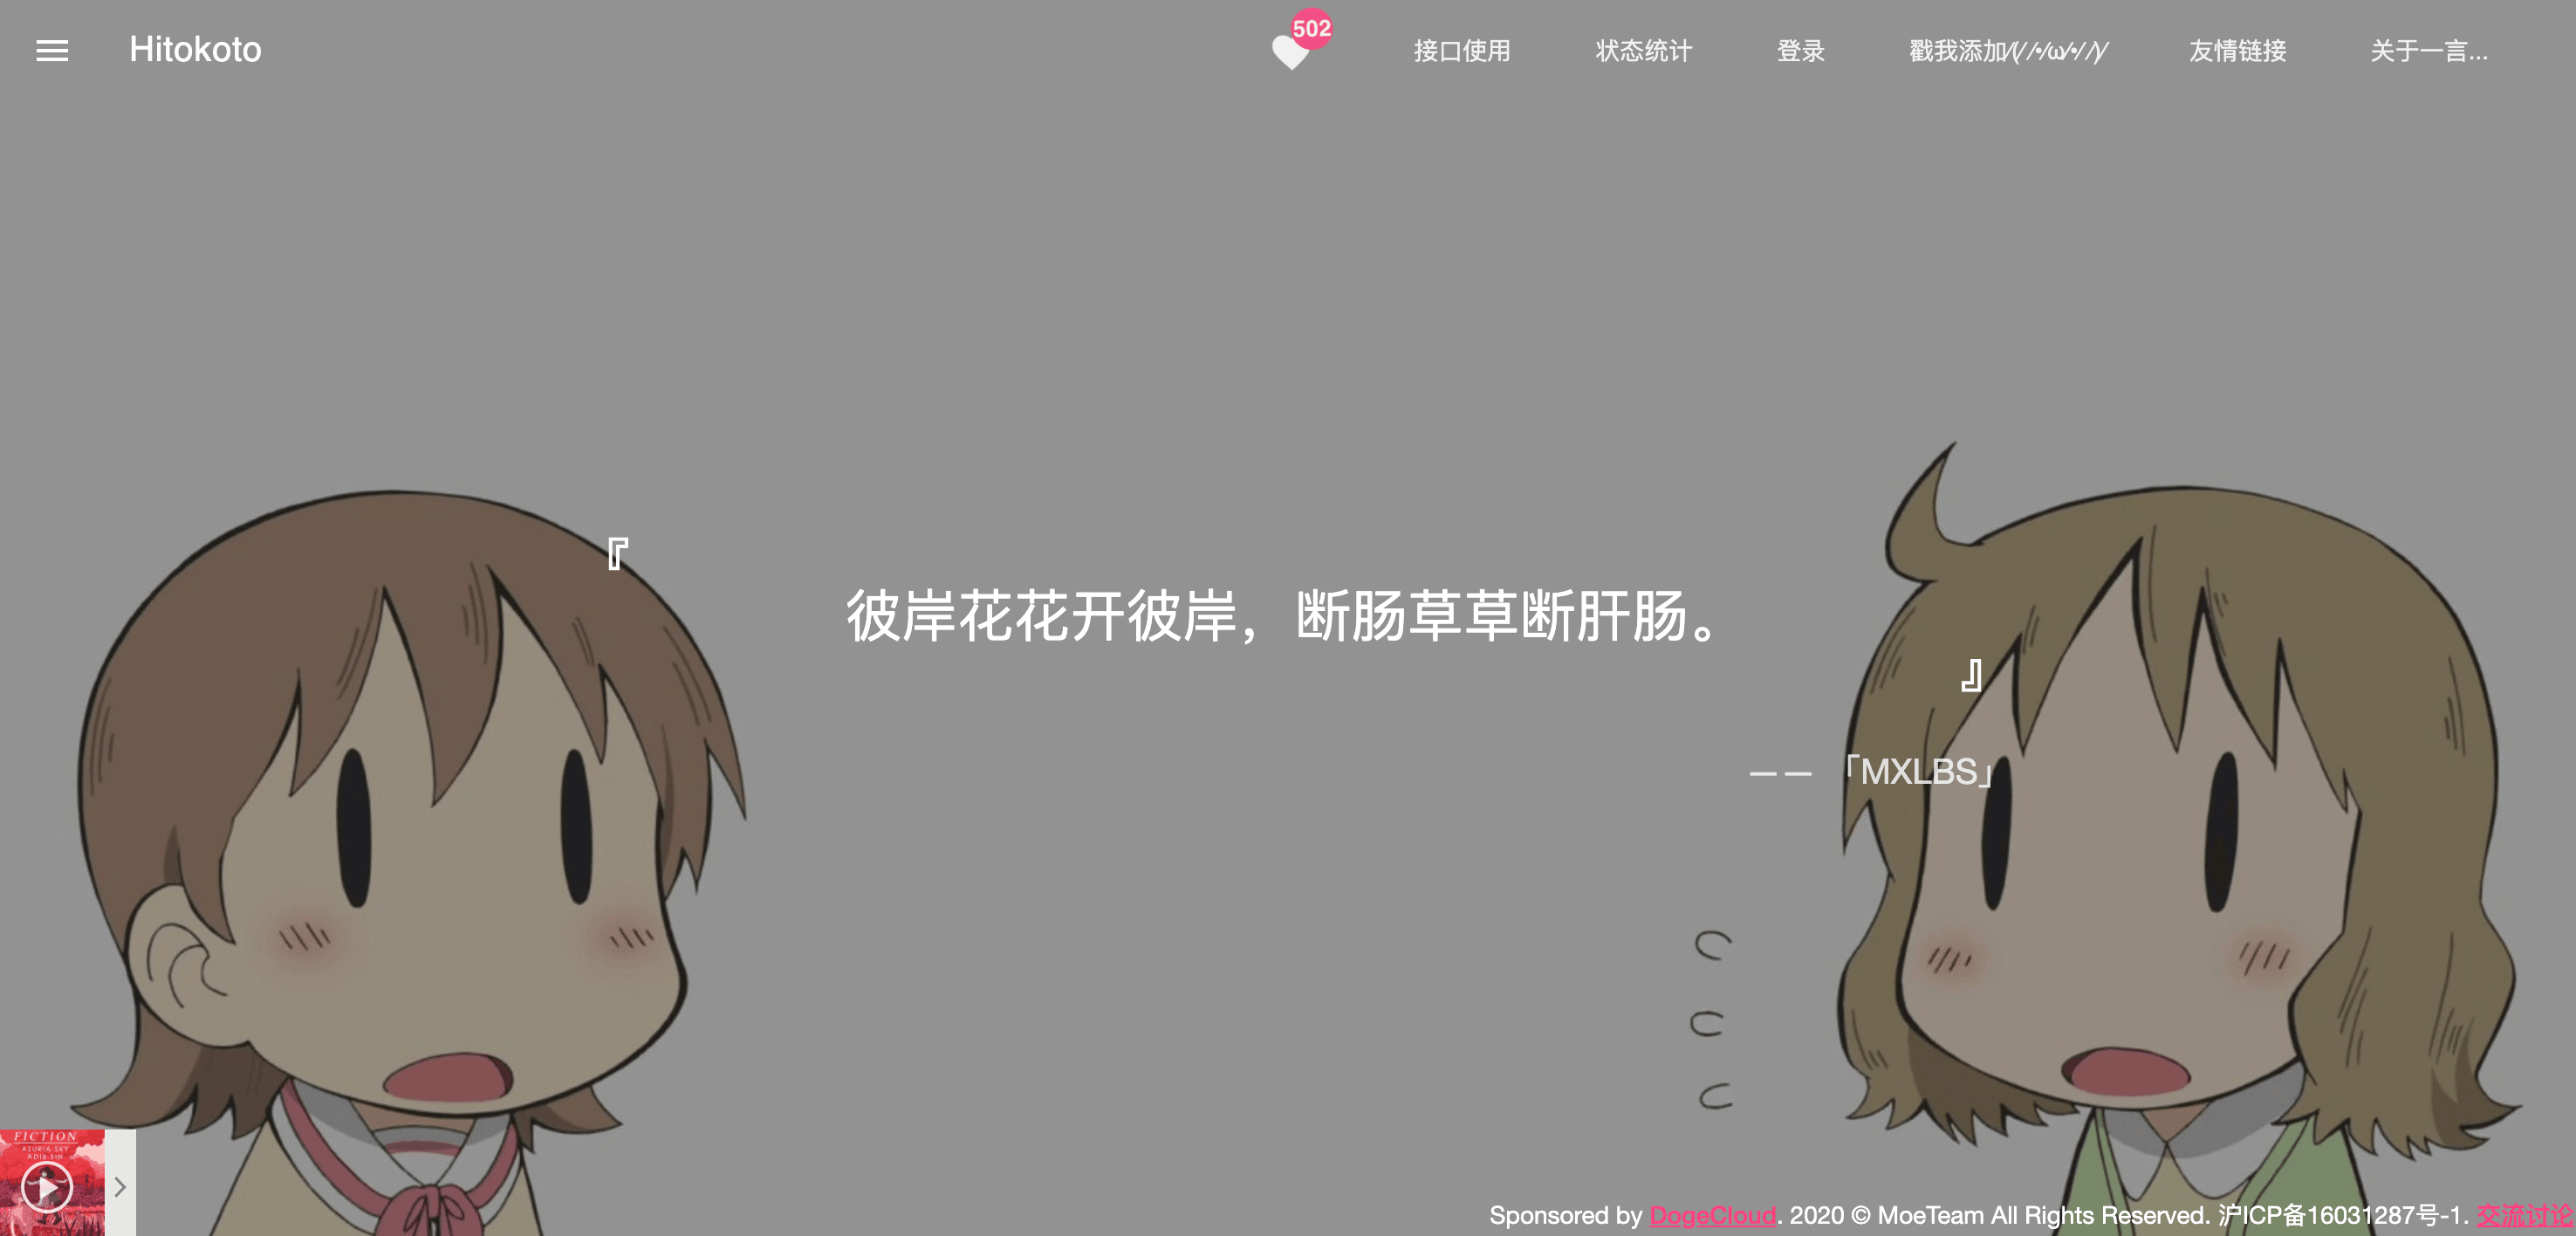 Hitokoto
502
接口使用
状态统计
登录
戳我添加⁄(⁄ ⁄•⁄ω⁄•⁄ ⁄)⁄
友情链接
关于一言...
『
彼岸花花开彼岸，断肠草草断肝肠。
』
—— 「MXLBS」
FICTION
AZURIA SKY
ADIB SIN
Sponsored by DogeCloud. 2020 © MoeTeam All Rights Reserved. 沪ICP备16031287号-1. 交流讨论